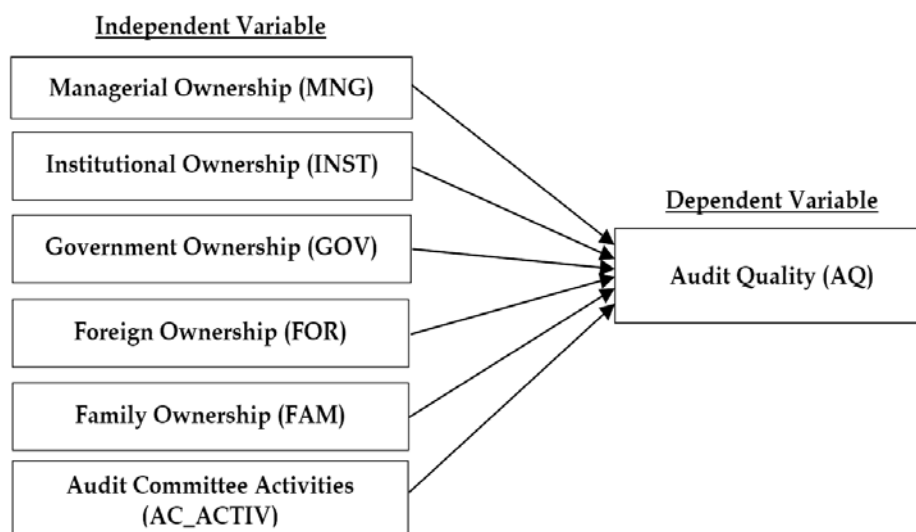 Independent Variable
Managerial Ownership (MNG)
Institutional Ownership (INST)
Government Ownership (GOV)
Foreign Ownership (FOR)
Family Ownership (FAM)
Audit Committee Activities
(AC_ACTIV)
Dependent Variable
Audit Quality (AQ)